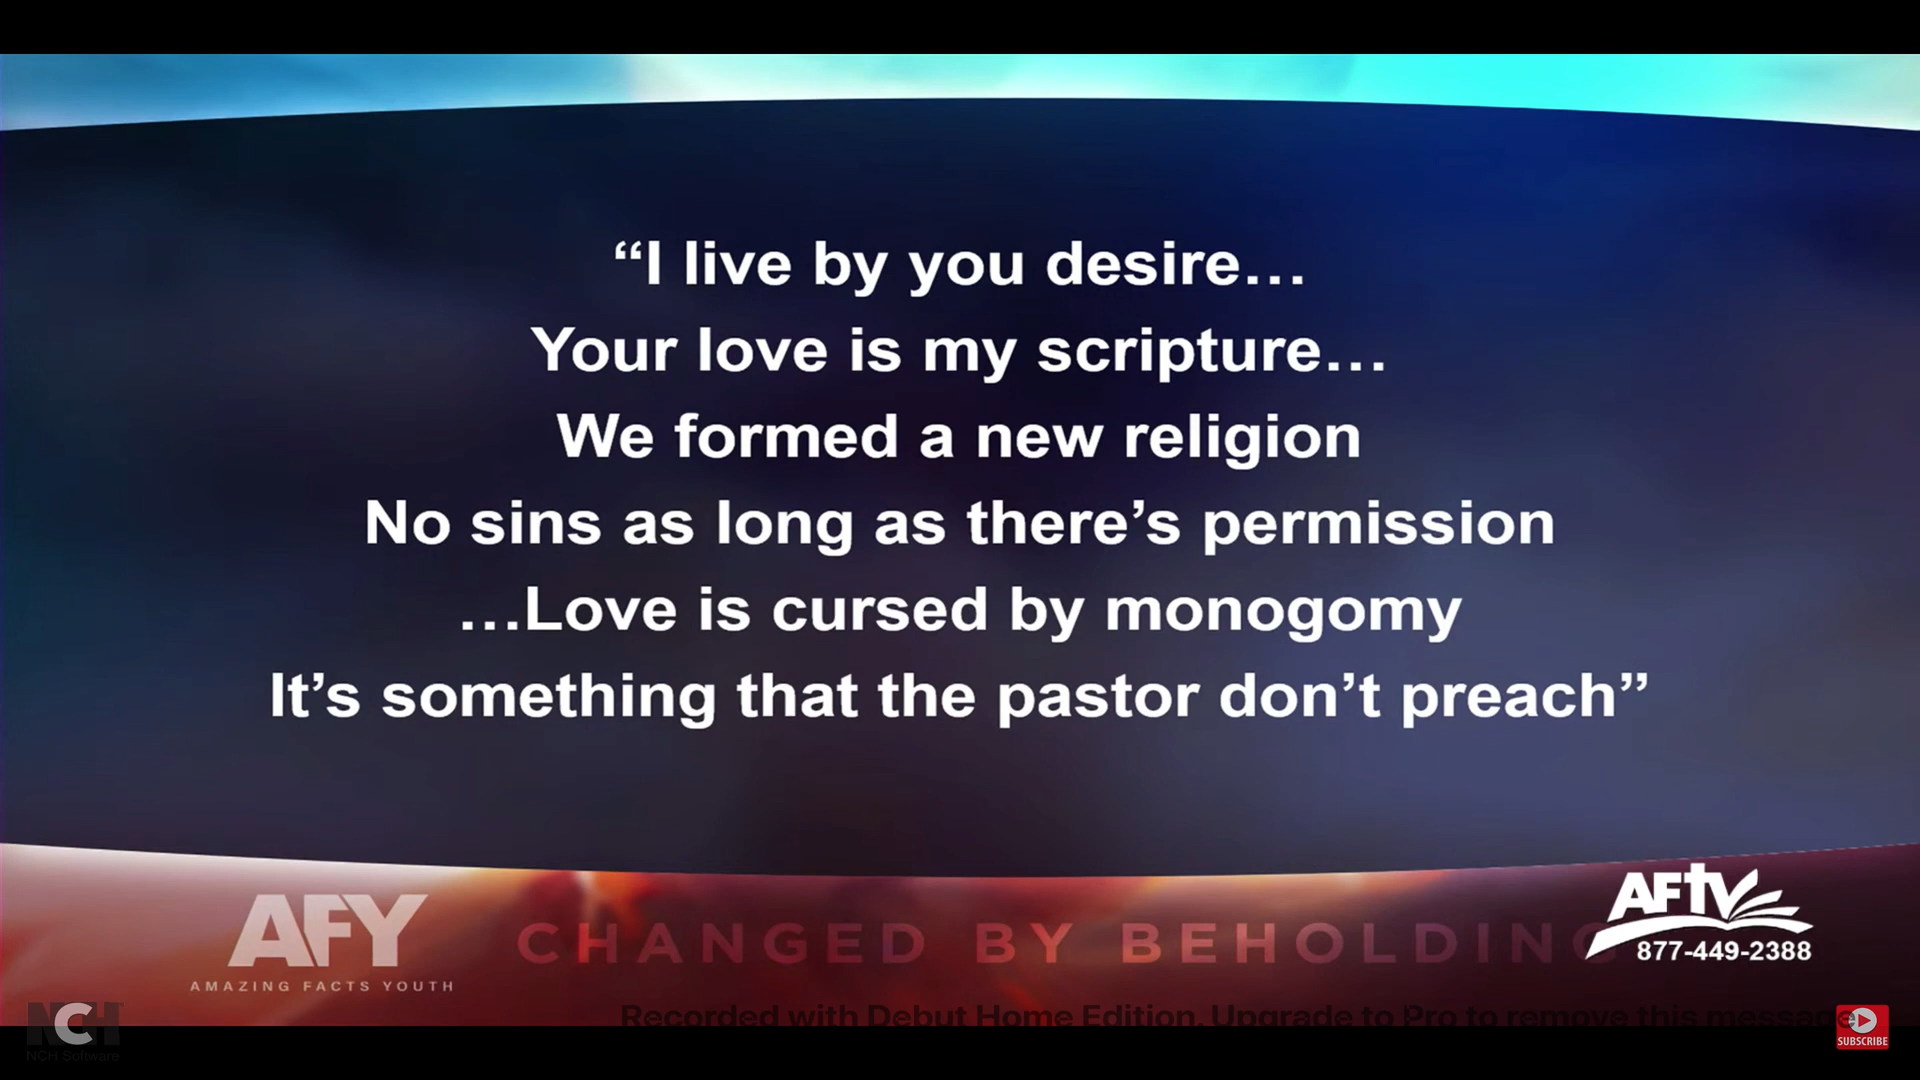 “I live by you desire…
Your love is my scripture…
We formed a new religion
No sins as long as there’s permission
…Love is cursed by monogomy
It’s something that the pastor don’t preach”
AFY
AMAZING FACTS YOUTH
CHANGED BY BEHOLDING
AFTV
877-449-2388
Recorded with Debut Home Edition. Upgrade to Pro to remove this message
NCH
NCH Software
SUBSCRIBE